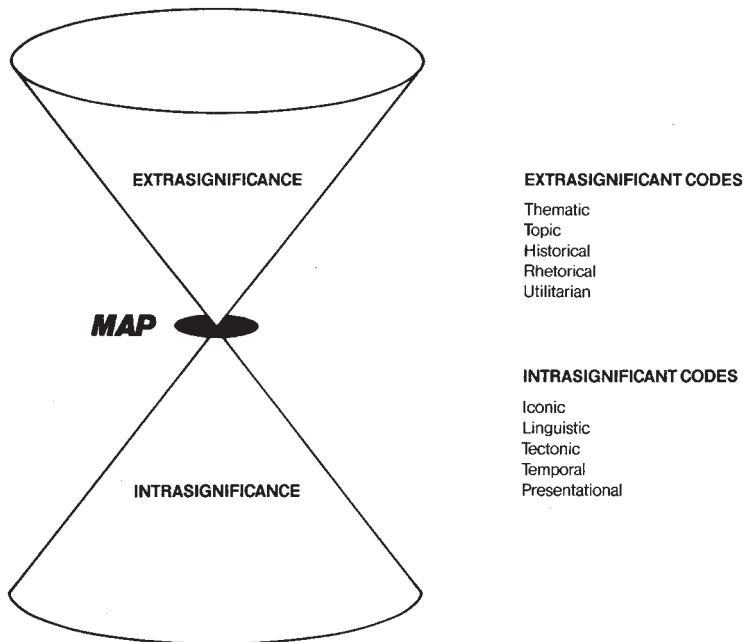 EXTRASIGNIFICANCE
MAP
INTRASIGNIFICANCE
EXTRASIGNIFICANT CODES
Thematic
Topic
Historical
Rhetorical
Utilitarian
INTRASIGNIFICANT CODES
Iconic
Linguistic
Tectonic
Temporal
Presentational